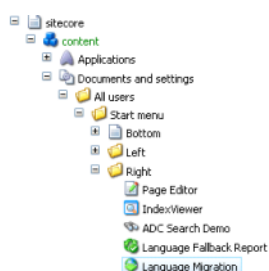 sitecore
content
Applications
Documents and settings
All users
Start menu
Bottom
Left
Right
Page Editor
IndexViewer
ADC Search Demo
Language Fallback Report
Language Migration